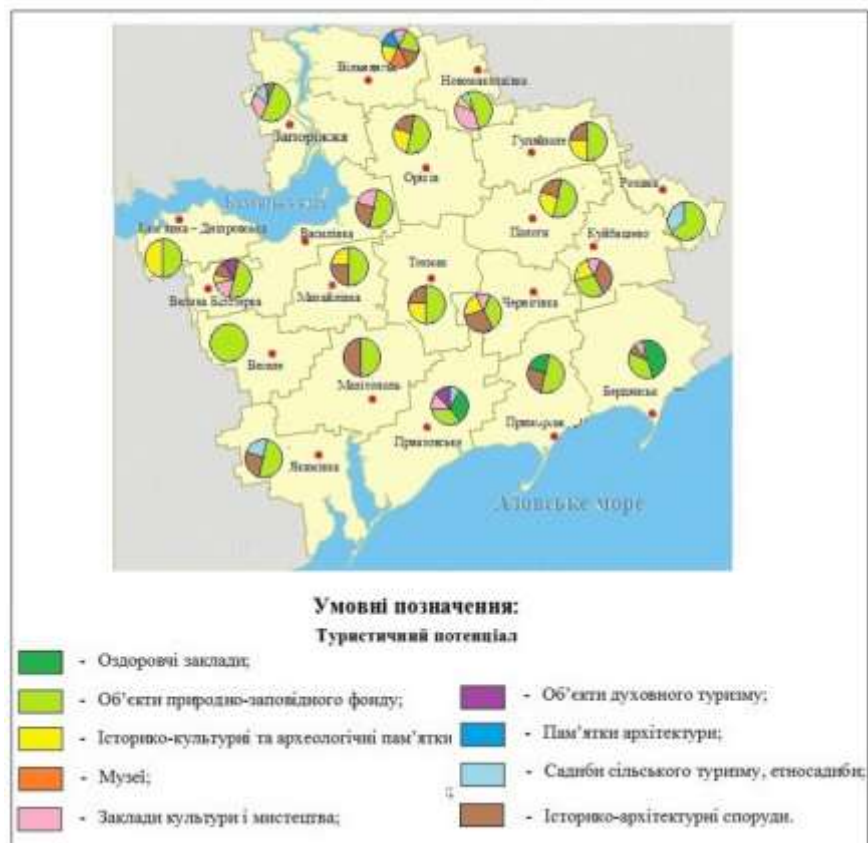 Вільнянськ
Новомиколаївка
Запоріжжя
Оріхів
Гуляйполе
Розівка
Кам'янка – Дніпровська
Василівка
Пологи
Куйбишево
Токмак
Велика Білозерка
Михайлівка
Чернігівка
Веселе
Мелітополь
Бердянськ
Приазовське
Якимівка
Азовське море
Умовні позначення:
Туристичний потенціал
- Оздоровчі заклади;
- Об'єкти природно-заповідного фонду;
- Історико-культурні та археологічні пам'ятки
- Музеї;
- Заклади культури і мистецтва;
- Об'єкти духовного туризму;
- Пам'ятки архітектури;
- Садиби сільського туризму, етносадиби;
- Історико-архітектурні споруди.